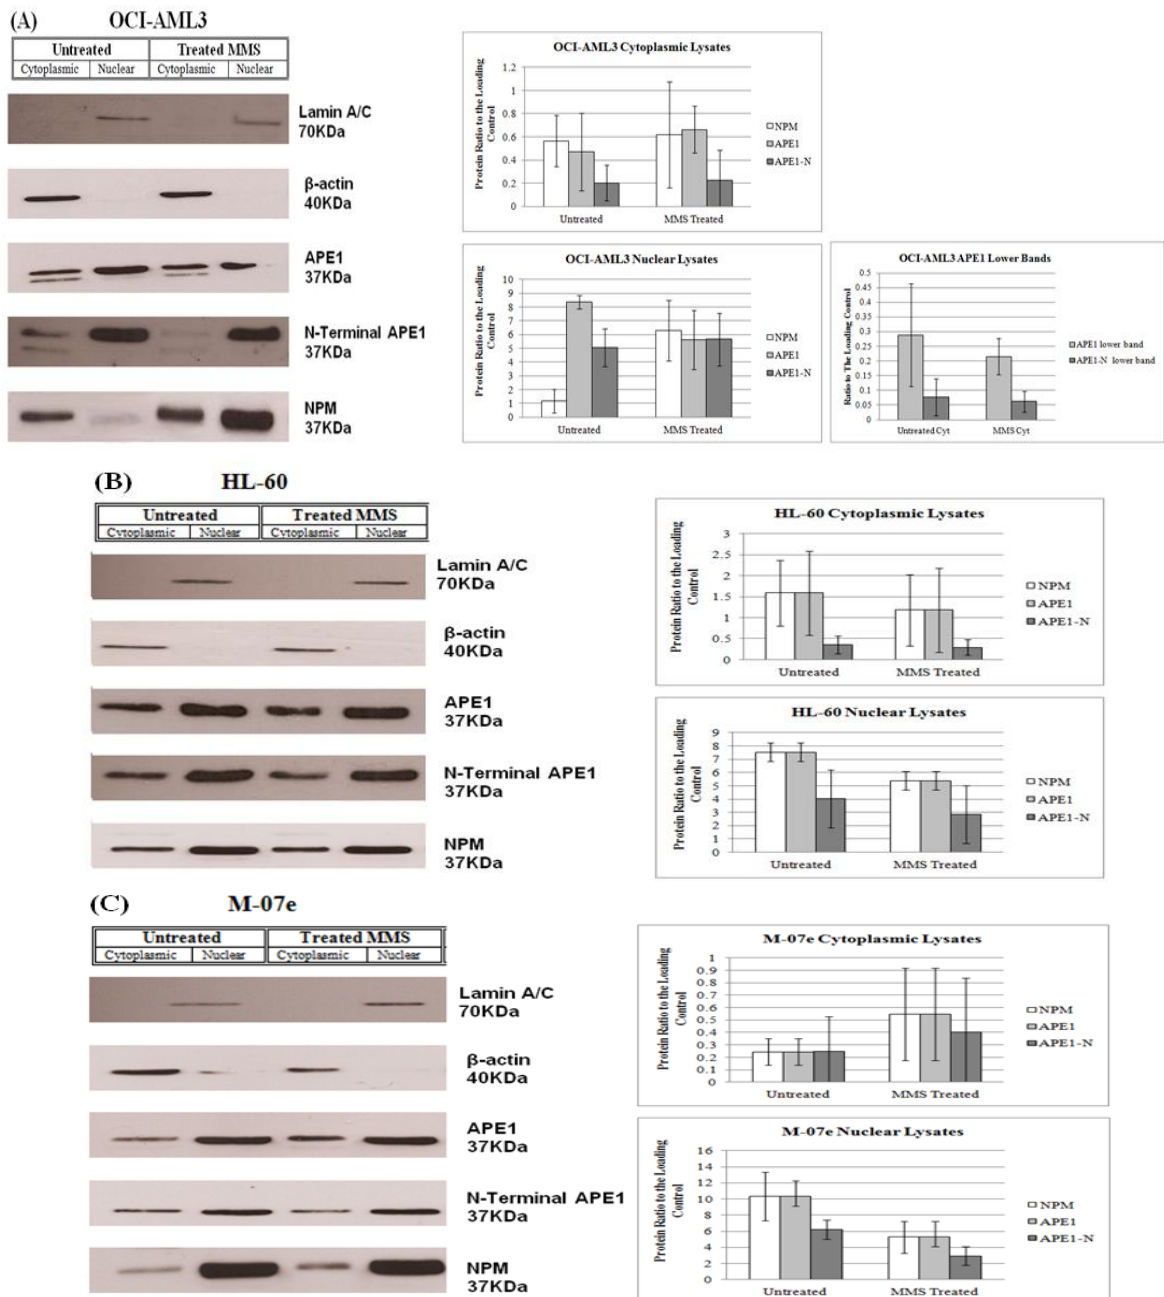 (A) OCI-AML3
Untreated Treated MMS
Cytoplasmic Nuclear Cytoplasmic Nuclear
Lamin A/C
70KDa
β-actin
40KDa
APE1
37KDa
N-Terminal APE1
37KDa
NPM
37KDa
OCI-AML3 Cytoplasmic Lysates
Protein Ratio to the Loading
Control
1.2
1
0.8
0.6
0.4
0.2
0
Untreated MMS Treated
NPM
APE1
APE1-N
OCI-AML3 Nuclear Lysates
Protein Ratio to the Loading
Control
10
9
8
7
6
5
4
3
2
1
0
Untreated MMS Treated
NPM
APE1
APE1-N
OCI-AML3 APE1 Lower Bands
Ratio to The Loading Control
0.5
0.45
0.4
0.35
0.3
0.25
0.2
0.15
0.1
0.05
0
Untreated Cyt MMS Cyt
APE1 lower band
APE1-N lower band
(B) HL-60
Untreated Treated MMS
Cytoplasmic Nuclear Cytoplasmic Nuclear
Lamin A/C
70KDa
β-actin
40KDa
APE1
37KDa
N-Terminal APE1
37KDa
NPM
37KDa
HL-60 Cytoplasmic Lysates
Protein Ratio to the Loading
Control
3
2.5
2
1.5
1
0.5
0
Untreated MMS Treated
NPM
APE1
APE1-N
HL-60 Nuclear Lysates
Protein Ratio to the Loading
Control
9
8
7
6
5
4
3
2
1
0
Untreated MMS Treated
NPM
APE1
APE1-N
(C) M-07e
Untreated Treated MMS
Cytoplasmic Nuclear Cytoplasmic Nuclear
Lamin A/C
70KDa
β-actin
40KDa
APE1
37KDa
N-Terminal APE1
37KDa
NPM
37KDa
M-07e Cytoplasmic Lysates
Protein Ratio to the Loading
Control
1
0.9
0.8
0.7
0.6
0.5
0.4
0.3
0.2
0.1
0
Untreated MMS Treated
NPM
APE1
APE1-N
M-07e Nuclear Lysates
Protein Ratio to the Loading
Control
16
14
12
10
8
6
4
2
0
Untreated MMS Treated
NPM
APE1
APE1-N